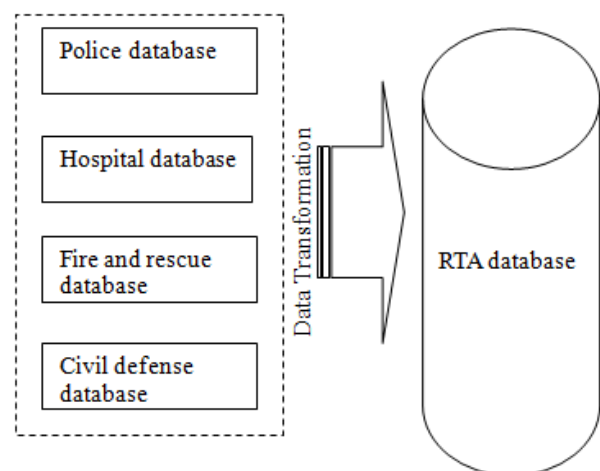 Police database
Hospital database
Fire and rescue
database
Civil defense
database
Data Transformation
RTA database